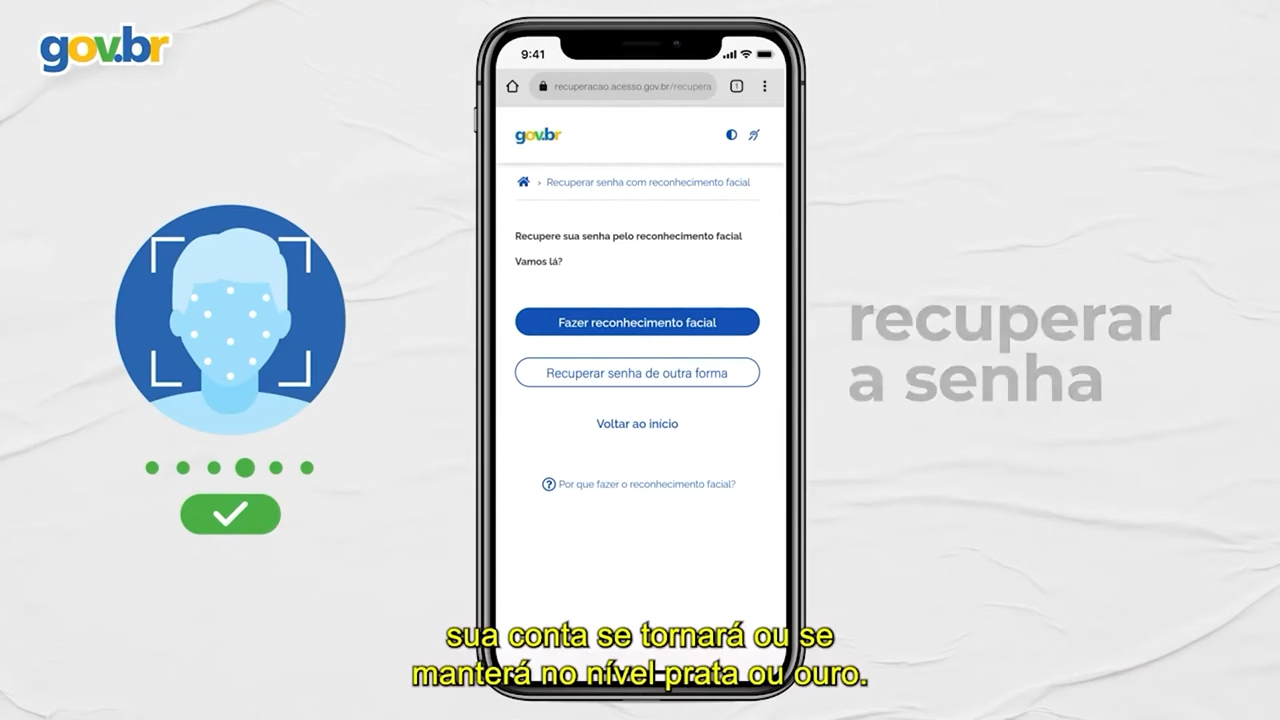 gov.br
9:41
recuperacao.acesso.gov.br/recupera
1
gov.br
› Recuperar senha com reconhecimento facial
Recupere sua senha pelo reconhecimento facial
Vamos lá?
Fazer reconhecimento facial
Recuperar senha de outra forma
Voltar ao início
? Por que fazer o reconhecimento facial?
recuperar
a senha
sua conta se tornará ou se
manterá no nível prata ou ouro.